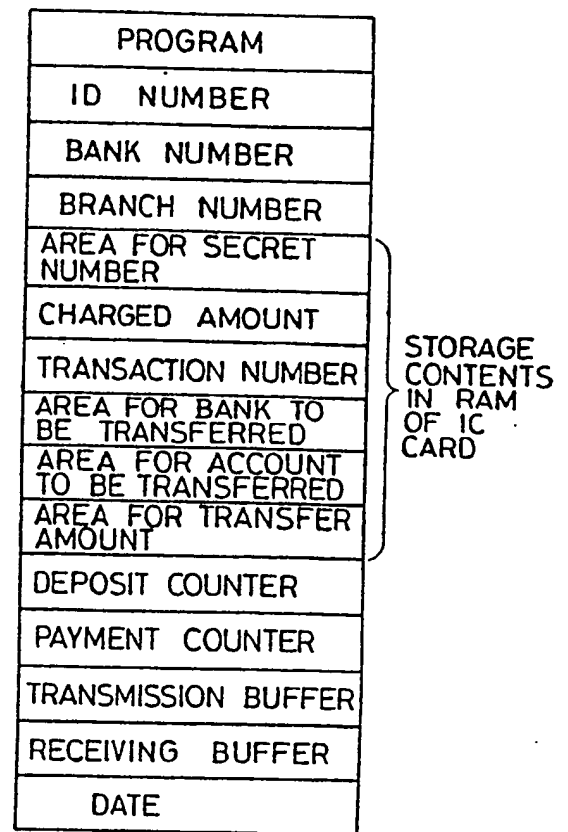 PROGRAM
ID NUMBER
BANK NUMBER
BRANCH NUMBER
AREA FOR SECRET
NUMBER
CHARGED AMOUNT
TRANSACTION NUMBER
AREA FOR BANK TO
BE TRANSFERRED
AREA FOR ACCOUNT
TO BE TRANSFERRED
AREA FOR TRANSFER
AMOUNT
DEPOSIT COUNTER
PAYMENT COUNTER
TRANSMISSION BUFFER
RECEIVING BUFFER
DATE
STORAGE
CONTENTS
IN RAM
OF IC
CARD